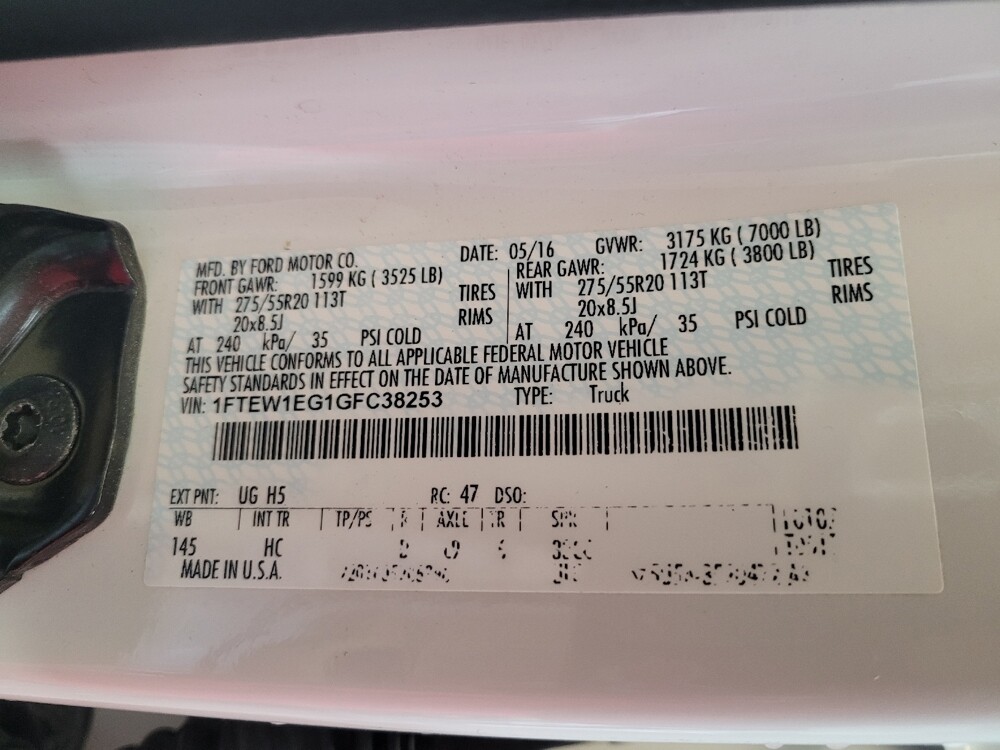 MFD. BY FORD MOTOR CO. DATE: 05/16 GVWR: 3175 KG ( 7000 LB)
FRONT GAWR: 1599 KG ( 3525 LB) REAR GAWR: 1724 KG ( 3800 LB)
WITH 275/55R20 113T TIRES WITH 275/55R20 113T TIRES
20x8.5J RIMS 20x8.5J RIMS
AT 240 kPa/ 35 PSI COLD AT 240 kPa/ 35 PSI COLD
THIS VEHICLE CONFORMS TO ALL APPLICABLE FEDERAL MOTOR VEHICLE
SAFETY STANDARDS IN EFFECT ON THE DATE OF MANUFACTURE SHOWN ABOVE.
VIN: 1FTEW1EG1GFC38253 TYPE: Truck
EXT PNT: UG H5 RC: 47 DSO:
WB INT TR TP/PS R AXLE TR SPR
145 HC
MADE IN U.S.A.